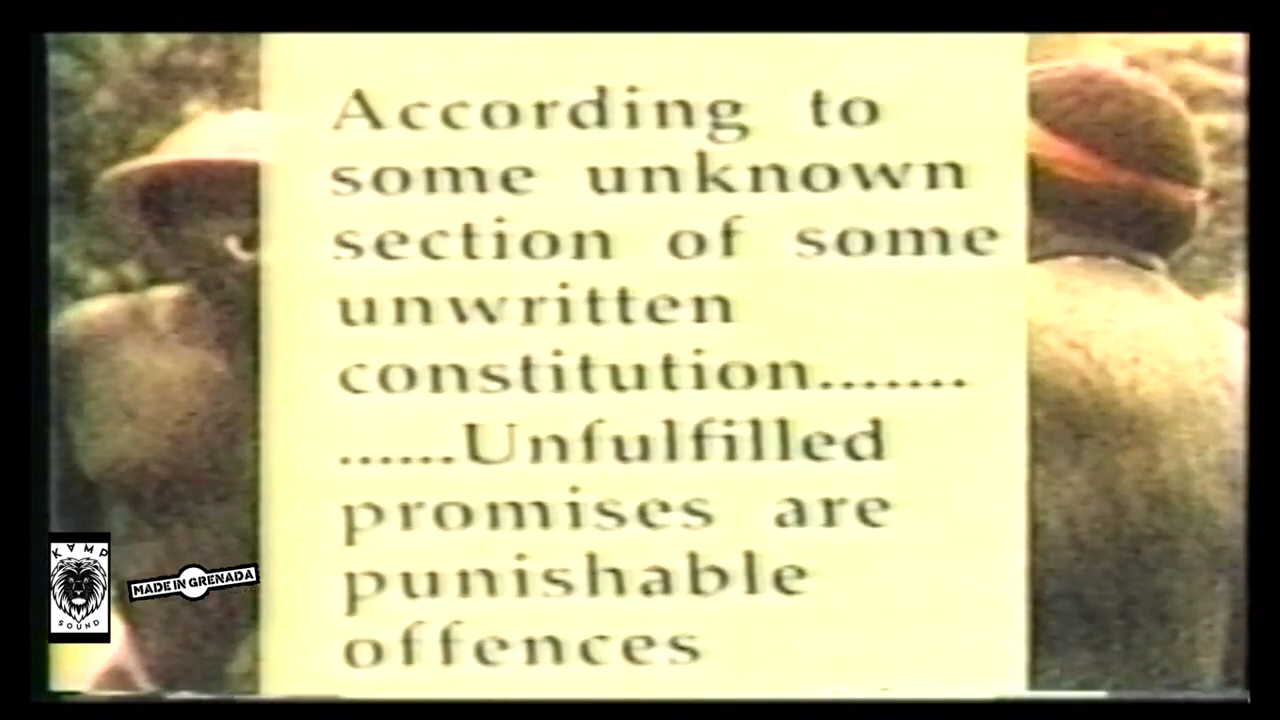 According to
some unknown
section of some
unwritten
constitution.......
......Unfulfilled
promises are
punishable
offences
KAMP
SOUND
MADE IN GRENADA